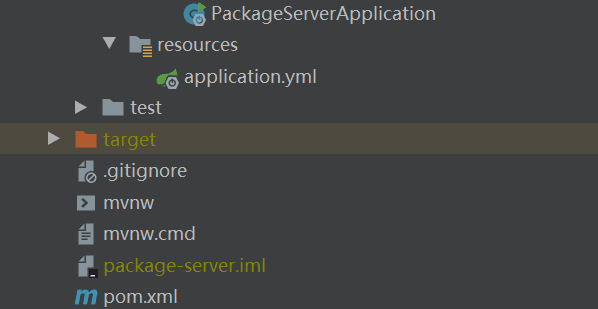 PackageServerApplication
resources
application.yml
test
target
.gitignore
mvnw
mvnw.cmd
package-server.iml
pom.xml